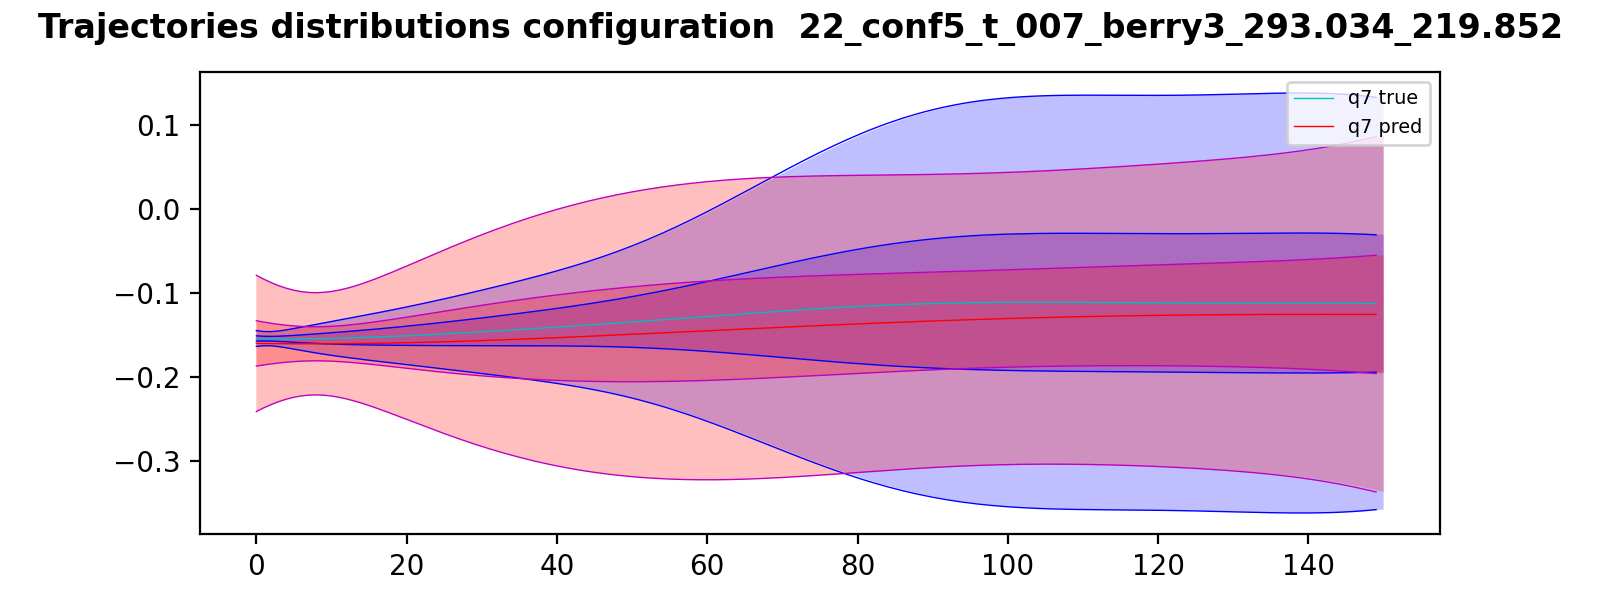 Trajectories distributions configuration  22_conf5_t_007_berry3_293.034_219.852
q7 true
q7 pred
0.1
0.0
−0.1
−0.2
−0.3
0 20 40 60 80 100 120 140